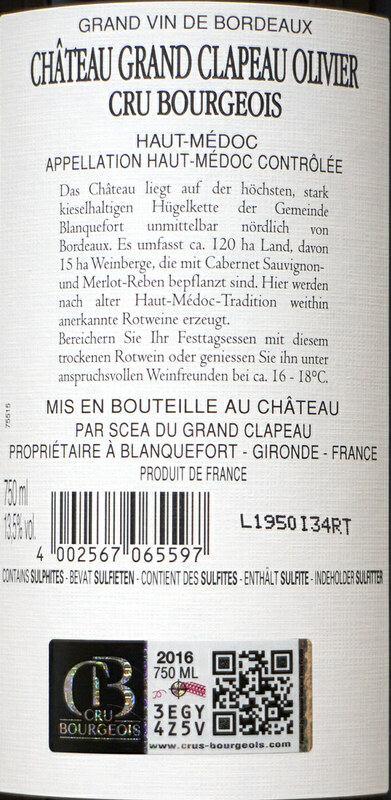 GRAND VIN DE BORDEAUX
CHÂTEAU GRAND CLAPEAU OLIVIER
CRU BOURGEOIS
HAUT-MÉDOC
APPELLATION HAUT-MÉDOC CONTRÔLÉE
Das Château liegt auf der höchsten, stark
kieselhaltigen Hügelkette der Gemeinde
Blanquefort unmittelbar nördlich von
Bordeaux. Es umfasst ca. 120 ha Land, davon
15 ha Weinberge, die mit Cabernet Sauvignon-
und Merlot-Reben bepflanzt sind. Hier werden
nach alter Haut-Médoc-Tradition weithin
anerkannte Rotweine erzeugt.
Bereichern Sie Ihr Festtagsessen mit diesem
trockenen Rotwein oder geniessen Sie ihn unter
anspruchsvollen Weinfreunden bei ca. 16 - 18°C.
75515
MIS EN BOUTEILLE AU CHÂTEAU
PAR SCEA DU GRAND CLAPEAU
PROPRIÉTAIRE À BLANQUEFORT - GIRONDE - FRANCE
PRODUIT DE FRANCE
750 ml
13,5% vol.
4 002567 065597
L1950134RT
CONTAINS SULPHITES - BEVAT SULFIETEN - CONTIENT DES SULFITES - ENTHÄLT SULFITE - INDEHOLDER SULFITTER
CB
CRU
BOURGEOIS
2016
750 ML
3EGY
4Z5V
www.crus-bourgeois.com